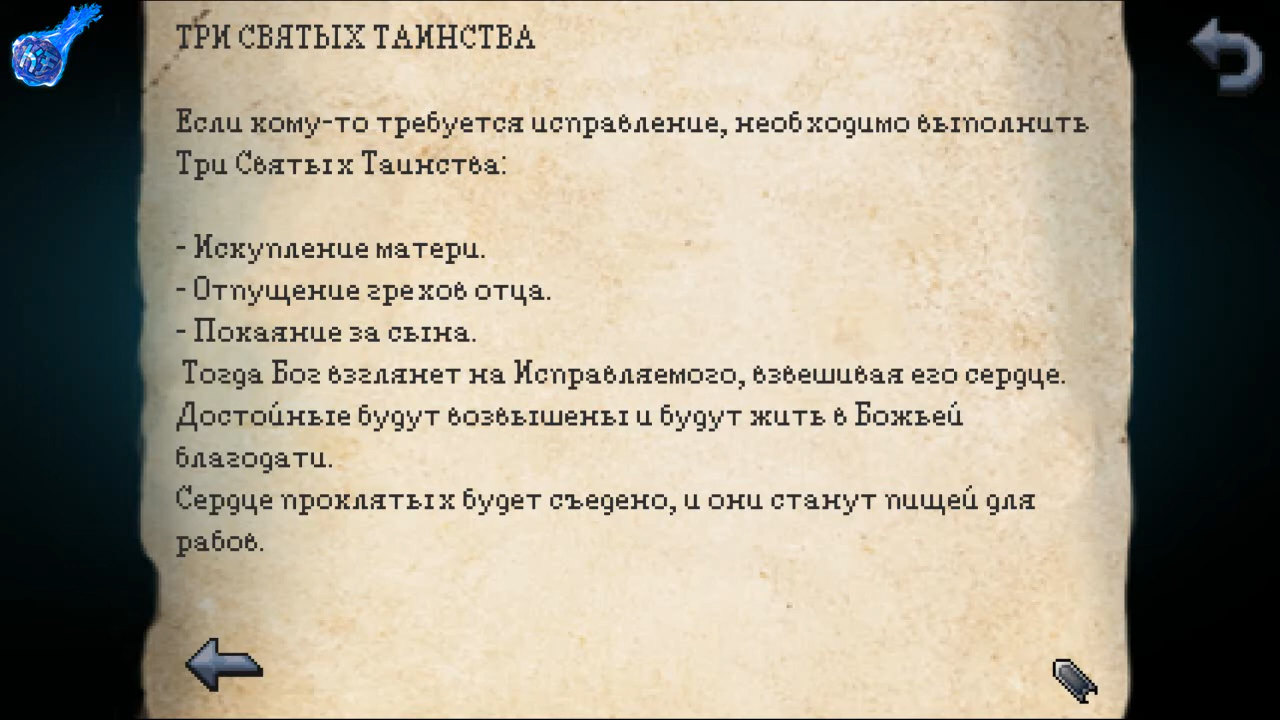 ТРИ СВЯТЫХ ТАИНСТВА
Если кому-то требуется исправление, необходимо выполнить
Три Святых Таинства:
- Искупление матери.
- Отпущение грехов отца.
- Покаяние за сына.
Тогда Бог взглянет на Исправляемого, взвешивая его сердце.
Достойные будут возвышены и будут жить в Божьей
благодати.
Сердце проклятых будет съедено, и они станут пищей для
рабов.